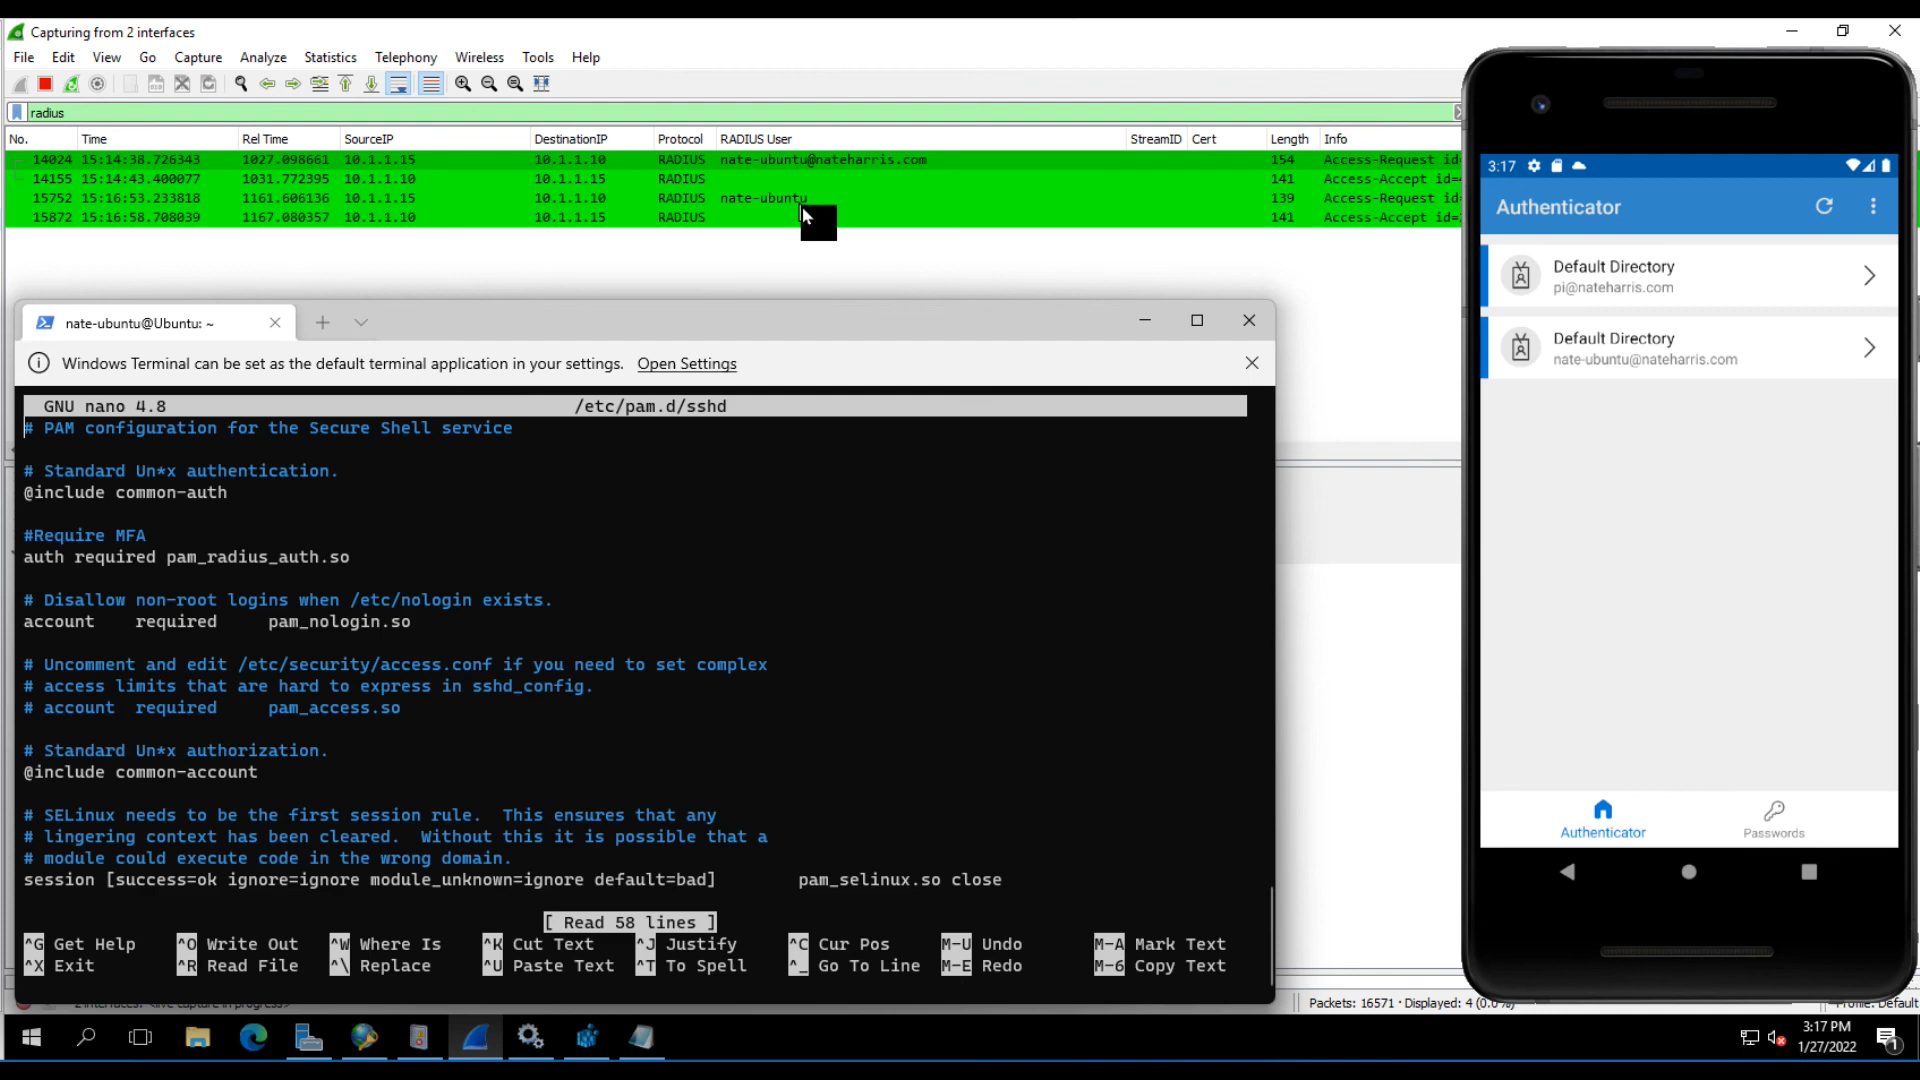 Capturing from 2 interfaces
File Edit View Go Capture Analyze Statistics Telephony Wireless Tools Help
radius
No. Time Rel Time SourceIP DestinationIP Protocol RADIUS User StreamID Cert Length Info
14024 15:14:38.726343 1027.098661 10.1.1.15 10.1.1.10 RADIUS nate-ubuntu@nateharris.com 154 Access-Request
14155 15:14:43.400077 1031.772395 10.1.1.10 10.1.1.15 RADIUS 141 Access-Accept
15752 15:16:53.233818 1161.606136 10.1.1.15 10.1.1.10 RADIUS nate-ubuntu 139 Access-Request
15872 15:16:58.708039 1167.080357 10.1.1.10 10.1.1.15 RADIUS 141 Access-Accept
nate-ubuntu@Ubuntu: ~
Windows Terminal can be set as the default terminal application in your settings. Open Settings
GNU nano 4.8 /etc/pam.d/sshd
# PAM configuration for the Secure Shell service
# Standard Un*x authentication.
@include common-auth
#Require MFA
auth required pam_radius_auth.so
# Disallow non-root logins when /etc/nologin exists.
account required pam_nologin.so
# Uncomment and edit /etc/security/access.conf if you need to set complex
# access limits that are hard to express in sshd_config.
# account required pam_access.so
# Standard Un*x authorization.
@include common-account
# SELinux needs to be the first session rule. This ensures that any
# lingering context has been cleared. Without this it is possible that a
# module could execute code in the wrong domain.
session [success=ok ignore=ignore module_unknown=ignore default=bad] pam_selinux.so close
[ Read 58 lines ]
^G Get Help ^O Write Out ^W Where Is ^K Cut Text ^J Justify ^C Cur Pos M-U Undo M-A Mark Text
^X Exit ^R Read File ^\ Replace ^U Paste Text ^T To Spell ^_ Go To Line M-E Redo M-6 Copy Text
Packets: 16571 · Displayed: 4 (0.0%)
Profile: Default
3:17 PM
1/27/2022
1
3:17
Authenticator
Default Directory
pi@nateharris.com
Default Directory
nate-ubuntu@nateharris.com
Authenticator Passwords